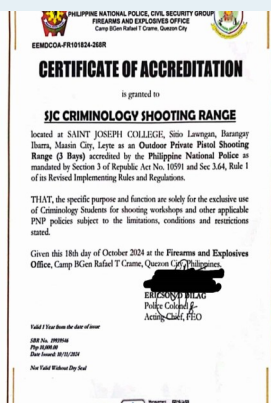 PHILIPPINE NATIONAL POLICE, CIVIL SECURITY GROUP
FIREARMS AND EXPLOSIVES OFFICE
Camp BGen Rafael T Crame, Quezon City
EEMDCOA-FR101824-268R
CERTIFICATE OF ACCREDITATION
is granted to
SJC CRIMINOLOGY SHOOTING RANGE
located at SAINT JOSEPH COLLEGE, Sitio Lawngan, Barangay
Ibarra, Maasin City, Leyte as an Outdoor Private Pistol Shooting
Range (3 Bays) accredited by the Philippine National Police as
mandated by Section 3 of Republic Act No. 10591 and Sec 3.64, Rule 1
of its Revised Implementing Rules and Regulations.
THAT, the specific purpose and function are solely for the exclusive use
of Criminology Students for shooting workshops and other applicable
PNP policies subject to the limitations, conditions and restrictions
stated.
Given this 18th day of October 2024 at the Firearms and Explosives
Office, Camp BGen Rafael T Crame, Quezon City, Philippines.
ERICSON D DILAG
Police Colonel
Acting Chief, FEO
Valid 1 Year from the date of issue
SBR No. 19959546
Php 10,000.00
Date Issued: 10/11/2024
Not Valid Without Dry Seal